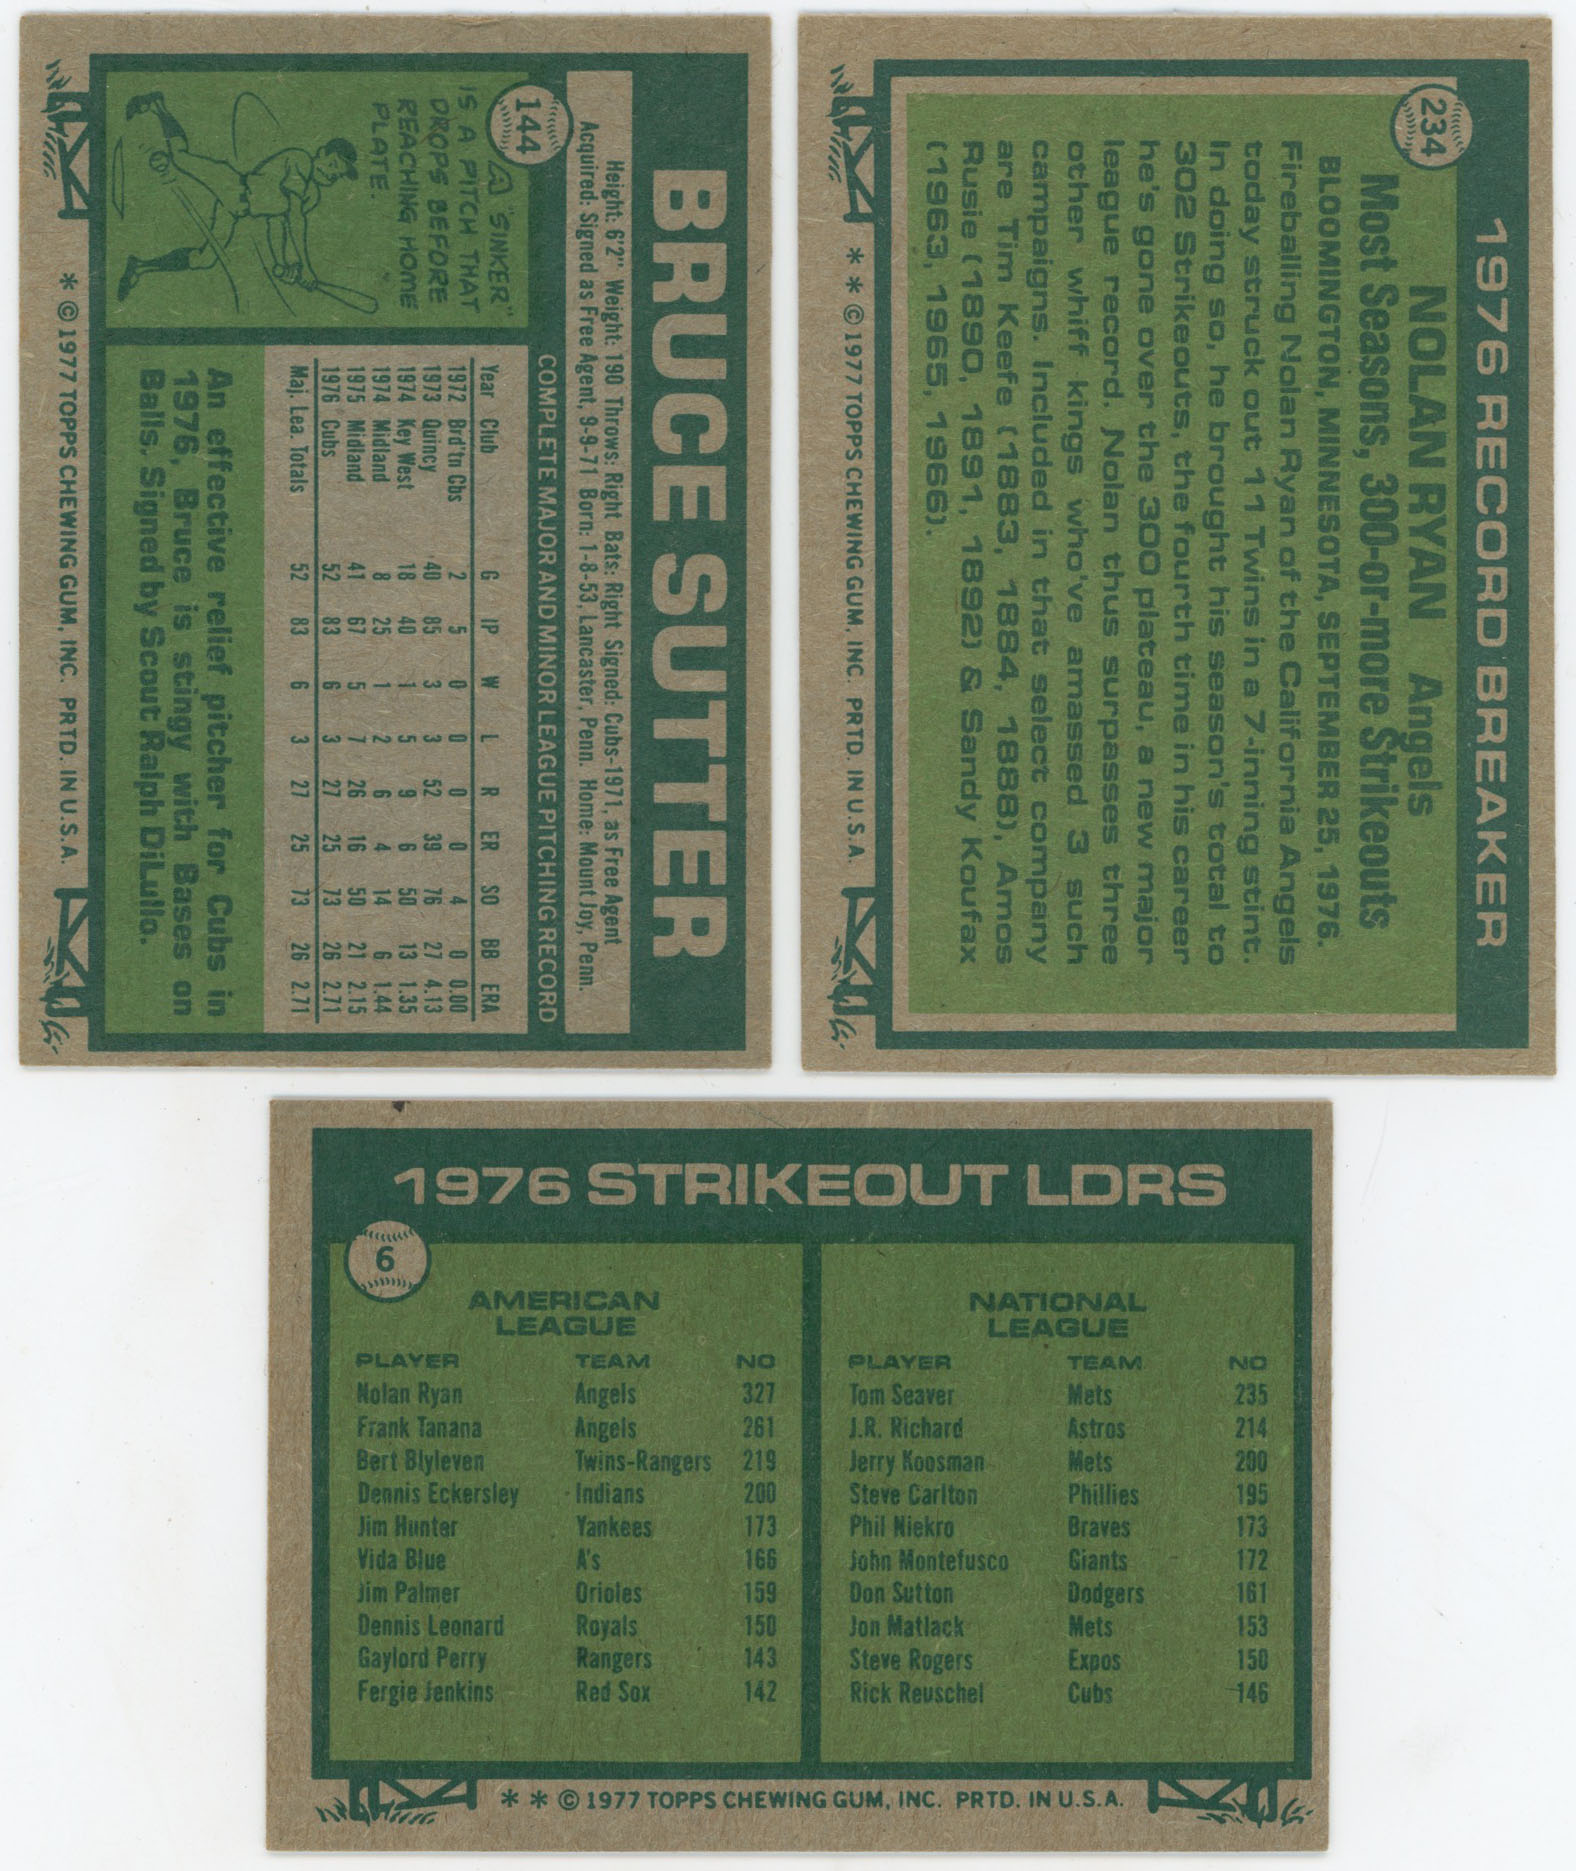 144
BRUCE SUTTER
Height: 6'2" Weight: 190 Throws: Right Bats: Right Signed: Cubs-1971, as Free Agent
Acquired: Signed as Free Agent, 9-9-71 Born: 1-8-53, Lancaster, Penn. Home: Mount Joy, Penn.
COMPLETE MAJOR AND MINOR LEAGUE PITCHING RECORD
A "SINKER"
IS A PITCH THAT
DROPS BEFORE
REACHING HOME
PLATE.
Year Club G IP W L R ER SO BB ERA
1972 Brd'tn Cbs 2 5 0 0 0 0 4 0 0.00
1973 Quincy 40 85 3 3 52 39 76 27 4.13
1974 Key West 18 40 1 5 9 6 50 13 1.35
1974 Midland 8 25 1 2 6 4 14 6 1.44
1975 Midland 41 67 5 7 26 16 50 21 2.15
1976 Cubs 52 83 6 3 27 25 73 26 2.71
Maj. Lea. Totals 52 83 6 3 27 25 73 26 2.71
An effective relief pitcher for Cubs in
1976, Bruce is stingy with Bases on
Balls. Signed by Scout Ralph DiLullo.
* © 1977 TOPPS CHEWING GUM, INC. PRTD. IN U.S.A.
234
1976 RECORD BREAKER
NOLAN RYAN Angels
Most Seasons, 300-or-more Strikeouts
BLOOMINGTON, MINNESOTA, SEPTEMBER 25, 1976.
Fireballing Nolan Ryan of the California Angels
today struck out 11 Twins in a 7-inning stint.
In doing so, he brought his season's total to
302 Strikeouts, the fourth time in his career
he's gone over the 300 plateau, a new major
league record. Nolan thus surpasses three
other whiff kings who've amassed 3 such
campaigns. Included in that select company
are Tim Keefe (1883, 1884, 1888), Amos
Rusie (1890, 1891, 1892) & Sandy Koufax
(1963, 1965, 1966).
* * © 1977 TOPPS CHEWING GUM, INC. PRTD. IN U.S.A.
1976 STRIKEOUT LDRS
6
AMERICAN
LEAGUE
PLAYER TEAM NO
Nolan Ryan Angels 327
Frank Tanana Angels 261
Bert Blyleven Twins-Rangers 219
Dennis Eckersley Indians 200
Jim Hunter Yankees 173
Vida Blue A's 166
Jim Palmer Orioles 159
Dennis Leonard Royals 150
Gaylord Perry Rangers 143
Fergie Jenkins Red Sox 142
NATIONAL
LEAGUE
PLAYER TEAM NO
Tom Seaver Mets 235
J.R. Richard Astros 214
Jerry Koosman Mets 200
Steve Carlton Phillies 195
Phil Niekro Braves 173
John Montefusco Giants 172
Don Sutton Dodgers 161
Jon Matlack Mets 153
Steve Rogers Expos 150
Rick Reuschel Cubs 146
* * © 1977 TOPPS CHEWING GUM, INC. PRTD. IN U.S.A.